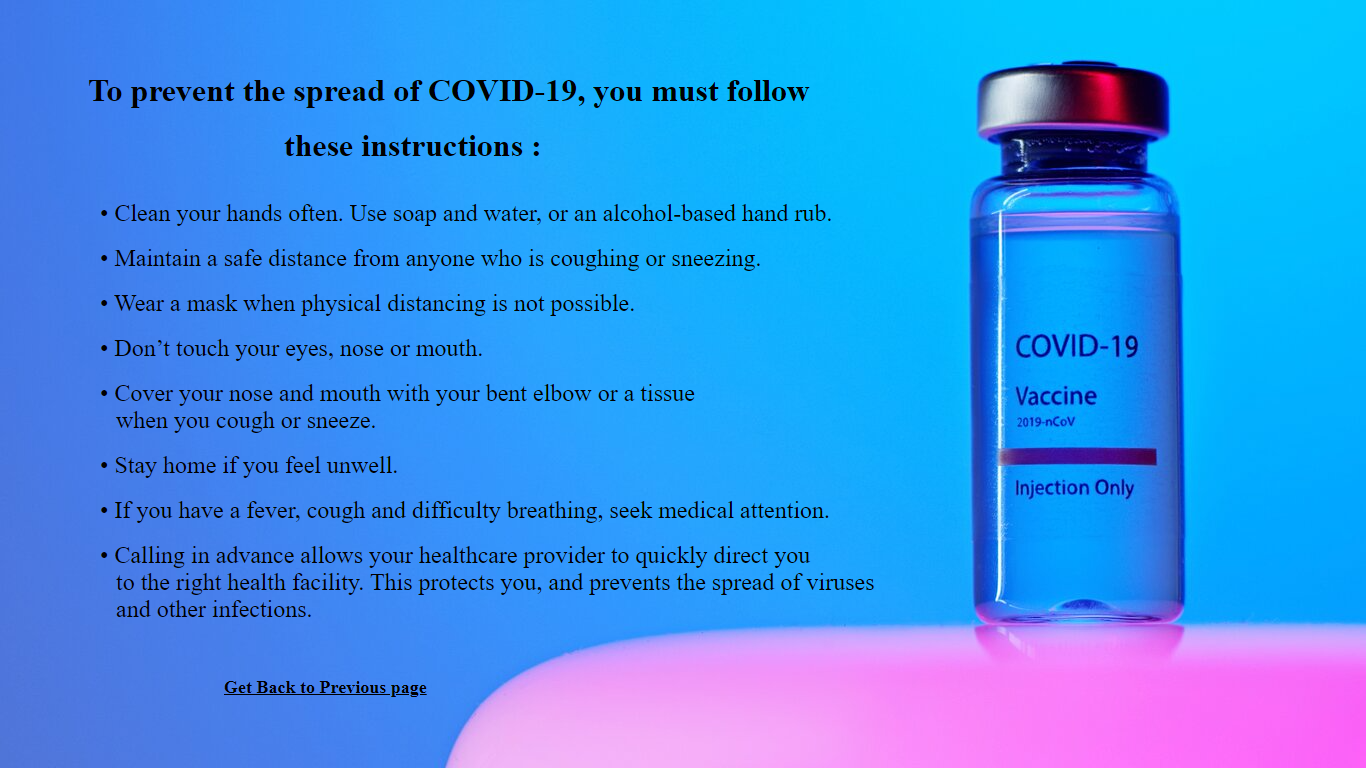 To prevent the spread of COVID-19, you must follow
these instructions :
• Clean your hands often. Use soap and water, or an alcohol-based hand rub.
• Maintain a safe distance from anyone who is coughing or sneezing.
• Wear a mask when physical distancing is not possible.
• Don’t touch your eyes, nose or mouth.
• Cover your nose and mouth with your bent elbow or a tissue
when you cough or sneeze.
• Stay home if you feel unwell.
• If you have a fever, cough and difficulty breathing, seek medical attention.
• Calling in advance allows your healthcare provider to quickly direct you
to the right health facility. This protects you, and prevents the spread of viruses
and other infections.
Get Back to Previous page
COVID-19
Vaccine
2019-nCoV
Injection Only